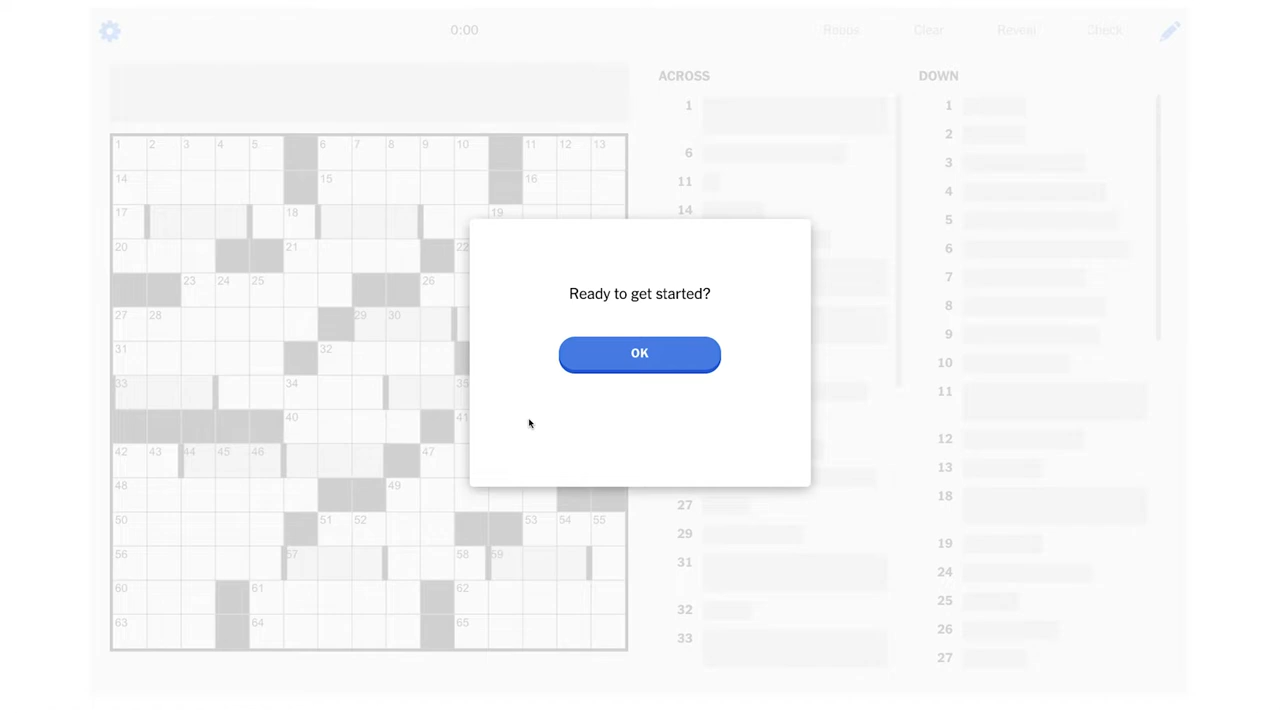 0:00
Rebus Clear Reveal Check
ACROSS
1
6
11
14
27
29
31
32
33
DOWN
1
2
3
4
5
6
7
8
9
10
11
12
13
18
19
24
25
26
27
1 2 3 4 5 6 7 8 9 10 11 12 13
14 15 16
17 18 19
20 21 22
23 24 25 26
27 28 29 30
31 32
33 34 35
40 41
42 43 44 45 46 47
48 49
50 51 52 53 54 55
56 57 58 59
60 61 62
63 64 65
Ready to get started?
OK